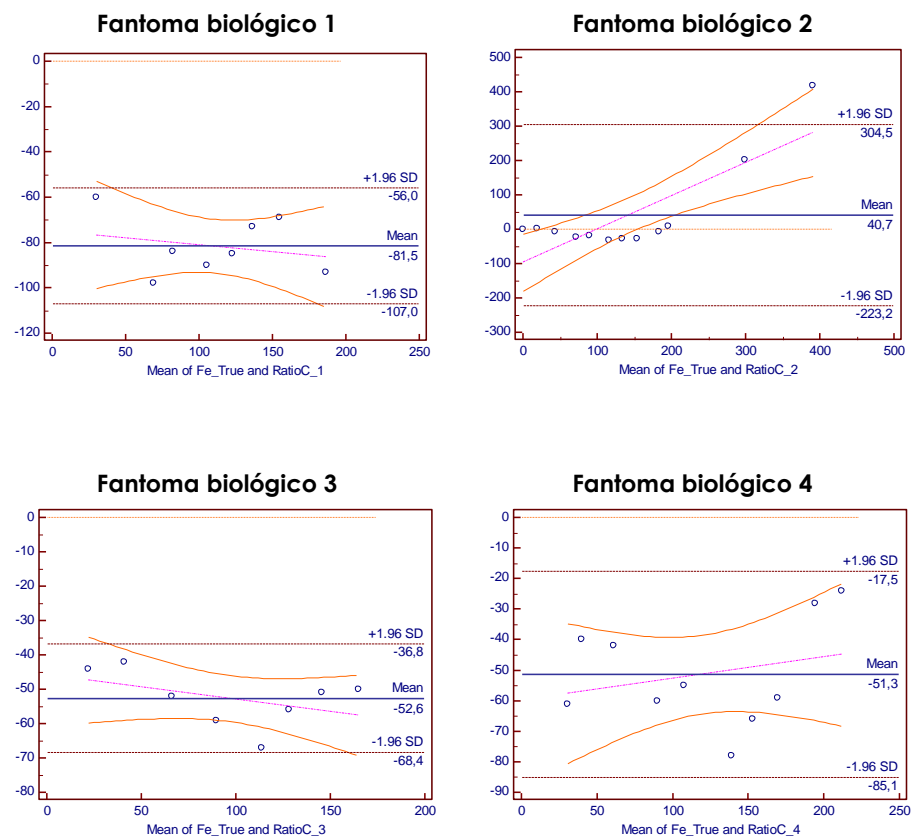 Fantoma biológico 1
0
-20
-40
-60
-80
-100
-120
+1.96 SD
-56,0
Mean
-81,5
-1.96 SD
-107,0
0 50 100 150 200 250
Mean of Fe_True and RatioC_1
Fantoma biológico 2
500
400
300
200
100
0
-100
-200
-300
+1.96 SD
304,5
Mean
40,7
-1.96 SD
-223,2
0 100 200 300 400 500
Mean of Fe_True and RatioC_2
Fantoma biológico 3
0
-10
-20
-30
-40
-50
-60
-70
-80
+1.96 SD
-36,8
Mean
-52,6
-1.96 SD
-68,4
0 50 100 150 200
Mean of Fe_True and RatioC_3
Fantoma biológico 4
0
-10
-20
-30
-40
-50
-60
-70
-80
-90
+1.96 SD
-17,5
Mean
-51,3
-1.96 SD
-85,1
0 50 100 150 200 250
Mean of Fe_True and RatioC_4